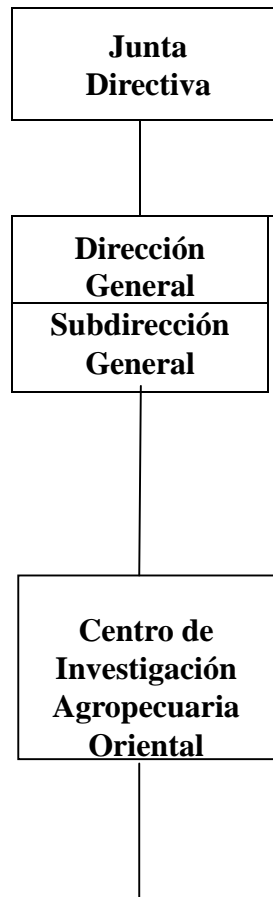 Junta
Directiva
Dirección
General
Subdirección
General
Centro de
Investigación
Agropecuaria
Oriental